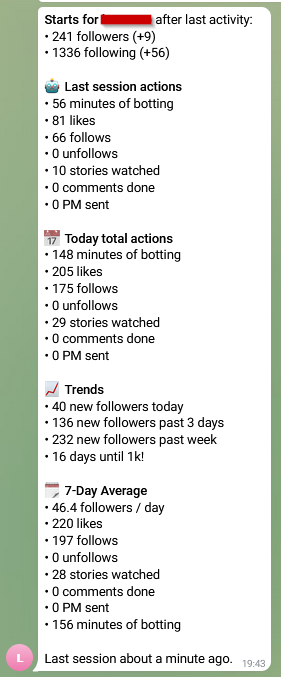 Starts for after last activity:
• 241 followers (+9)
• 1336 following (+56)
Last session actions
• 56 minutes of botting
• 81 likes
• 66 follows
• 0 unfollows
• 10 stories watched
• 0 comments done
• 0 PM sent
17 Today total actions
• 148 minutes of botting
• 205 likes
• 175 follows
• 0 unfollows
• 29 stories watched
• 0 comments done
• 0 PM sent
Trends
• 40 new followers today
• 136 new followers past 3 days
• 232 new followers past week
• 16 days until 1k!
7-Day Average
• 46.4 followers / day
• 220 likes
• 197 follows
• 0 unfollows
• 28 stories watched
• 0 comments done
• 0 PM sent
• 156 minutes of botting
L Last session about a minute ago. 19:43